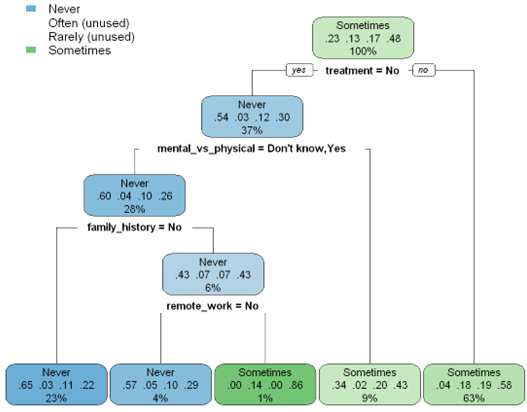 Never
Often (unused)
Rarely (unused)
Sometimes
Sometimes
.23 .13 .17 .48
100%
yes treatment = No no
Never
.54 .03 .12 .30
37%
mental_vs_physical = Don't know,Yes
Never
.60 .04 .10 .26
28%
family_history = No
Never
.43 .07 .07 .43
6%
remote_work = No
Never
.65 .03 .11 .22
23%
Never
.57 .05 .10 .29
4%
Sometimes
.00 .14 .00 .86
1%
Sometimes
.34 .02 .20 .43
9%
Sometimes
.04 .18 .19 .58
63%